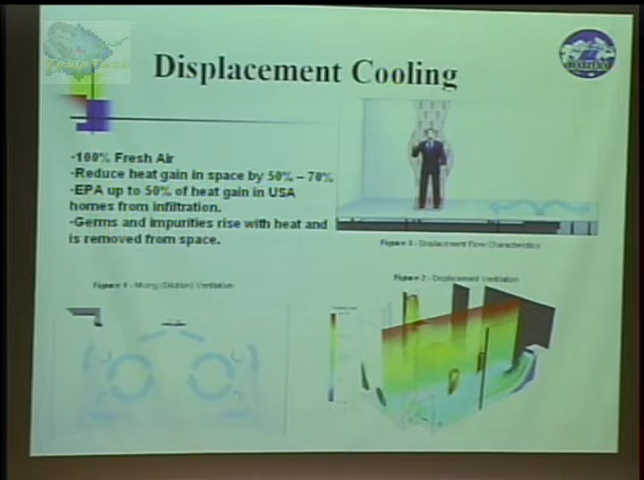 Displacement Cooling
-100% Fresh Air
-Reduce heat gain in space by 50% – 70%
-EPA up to 50% of heat gain in USA
homes from infiltration.
-Germs and impurities rise with heat and
is removed from space.
Figure 3 - Displacement Flow Characteristics
Figure 1 - Mixing (Dilution) Ventilation
Figure 2 - Displacement Ventilation